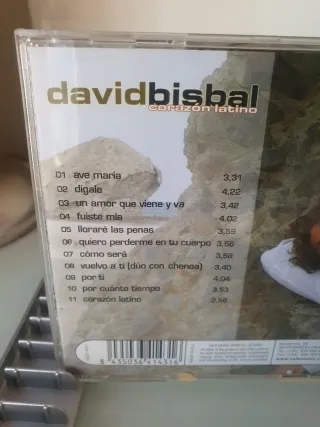 davidbisbal
corazón latino
01 ave maría 3,31
02 dígale 4,22
03 un amor que viene y va 3,42
04 fuiste mía 4,02
05 lloraré las penas 3,59
06 quiero perderme en tu cuerpo 3,56
07 cómo será 3,58
08 vuelvo a ti (dúo con chenoa) 3,40
09 por ti 4,04
10 por cuánto tiempo 3,53
11 corazón latino 2,56
8 435036 414316